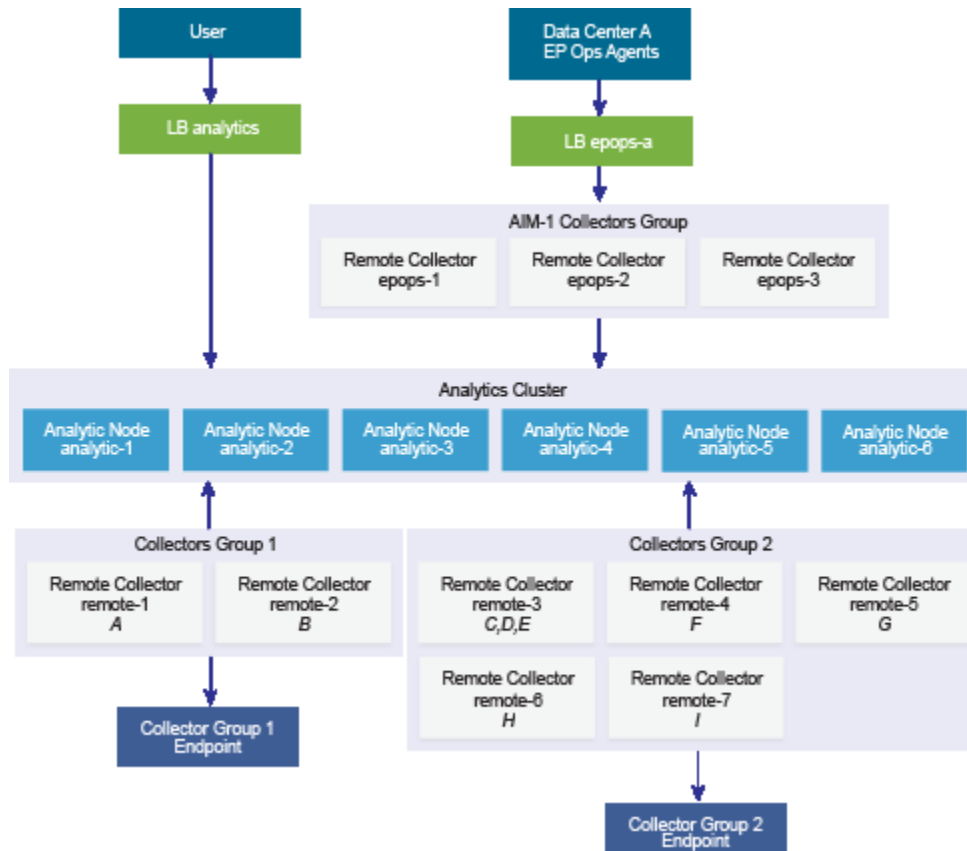 User
Data Center A
EP Ops Agents
LB analytics
LB epops-a
AIM-1 Collectors Group
Remote Collector
epops-1
Remote Collector
epops-2
Remote Collector
epops-3
Analytics Cluster
Analytic Node
analytic-1
Analytic Node
analytic-2
Analytic Node
analytic-3
Analytic Node
analytic-4
Analytic Node
analytic-5
Analytic Node
analytic-6
Collectors Group 1
Remote Collector
remote-1
A
Remote Collector
remote-2
B
Collectors Group 2
Remote Collector
remote-3
C,D,E
Remote Collector
remote-4
F
Remote Collector
remote-5
G
Remote Collector
remote-6
H
Remote Collector
remote-7
I
Collector Group 1
Endpoint
Collector Group 2
Endpoint